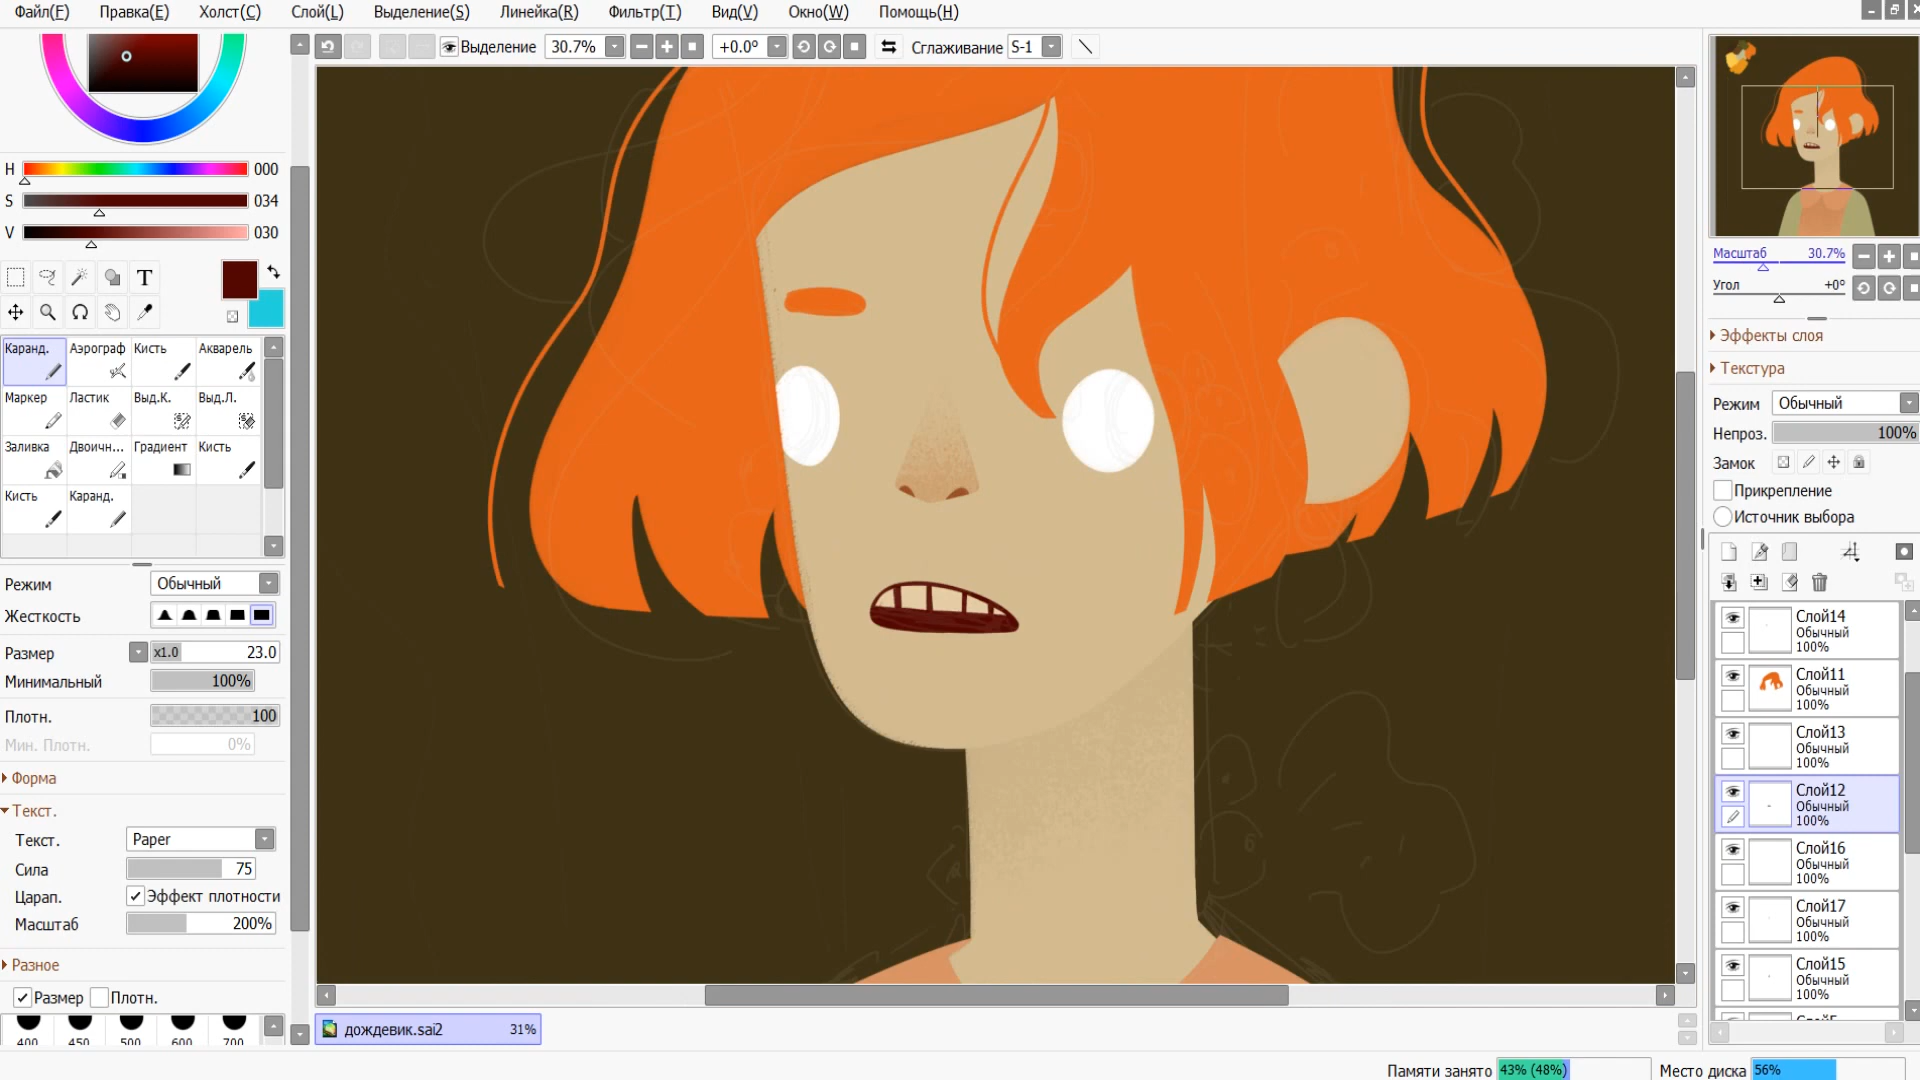 Файл(F) Правка(E) Холст(C) Слой(L) Выделение(S) Линейка(R) Фильтр(T) Вид(V) Окно(W) Помощь(H)
Выделение 30.7% +0.0° Сглаживание S-1
H 000
S 034
V 030
T
Каранд. Аэрограф Кисть Акварель
Маркер Ластик Выд.К. Выд.Л.
Заливка Двоичн... Градиент Кисть
Кисть Каранд.
Режим Обычный
Жесткость
Размер x1.0 23.0
Минимальный 100%
Плотн. 100
Мин. Плотн. 0%
Форма
Текст.
Текст. Paper
Сила 75
Царап. Эффект плотности
Масштаб 200%
Разное
Размер Плотн.
400 450 500 600 700
дождевик.sai2 31%
Масштаб 30.7%
Угол +0°
Эффекты слоя
Текстура
Режим Обычный
Непроз. 100%
Замок
Прикрепление
Источник выбора
Слой14
Обычный
100%
Слой11
Обычный
100%
Слой13
Обычный
100%
Слой12
Обычный
100%
Слой16
Обычный
100%
Слой17
Обычный
100%
Слой15
Обычный
100%
Памяти занято 43% (48%) Место диска 56%